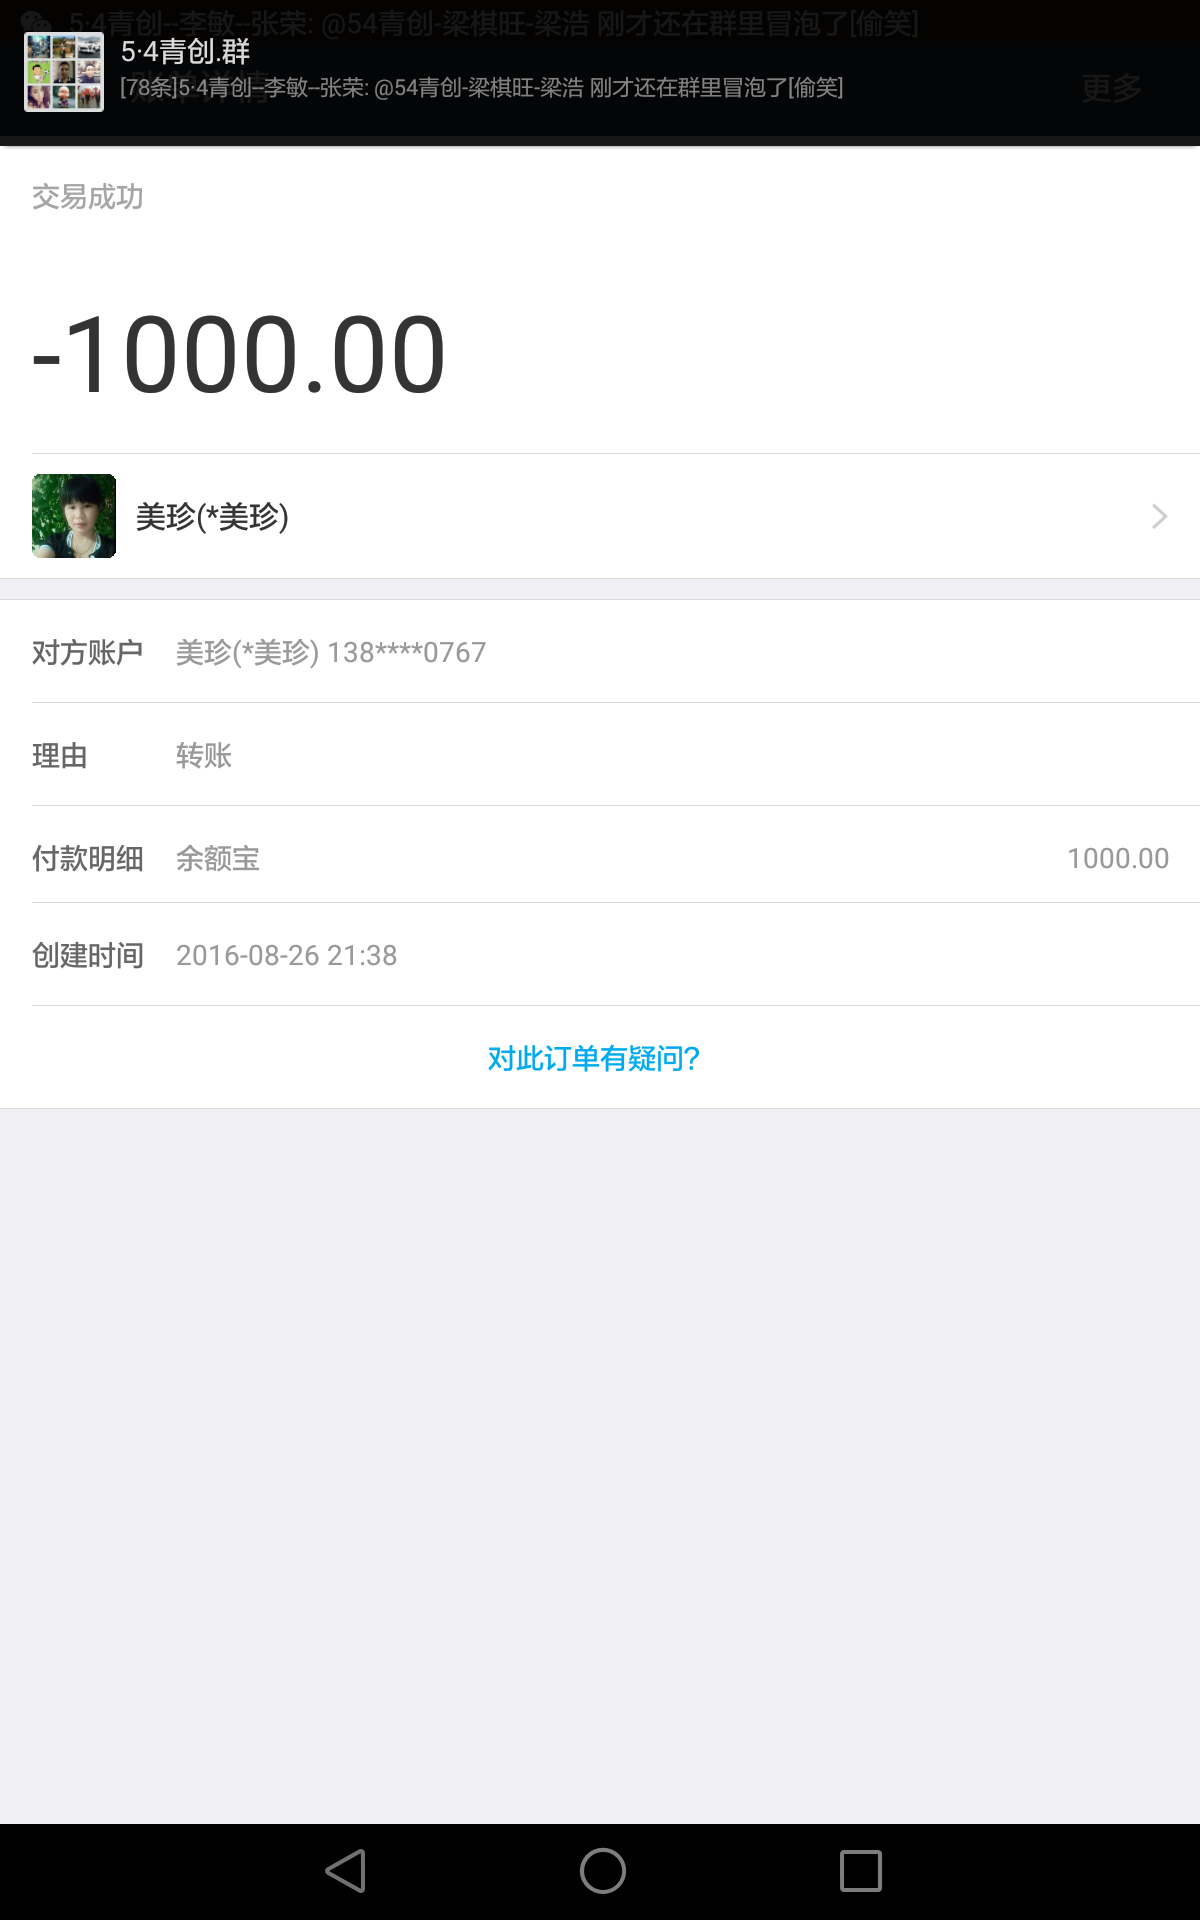 5·4青创--李敏--张荣: @54青创-梁棋旺-梁浩 刚才还在群里冒泡了[偷笑]
5·4青创.群
[78条]5·4青创--李敏--张荣: @54青创-梁棋旺-梁浩 刚才还在群里冒泡了[偷笑]
账单详情
更多
交易成功
-1000.00
美珍(*美珍)
对方账户 美珍(*美珍) 138****0767
理由 转账
付款明细 余额宝 1000.00
创建时间 2016-08-26 21:38
对此订单有疑问?